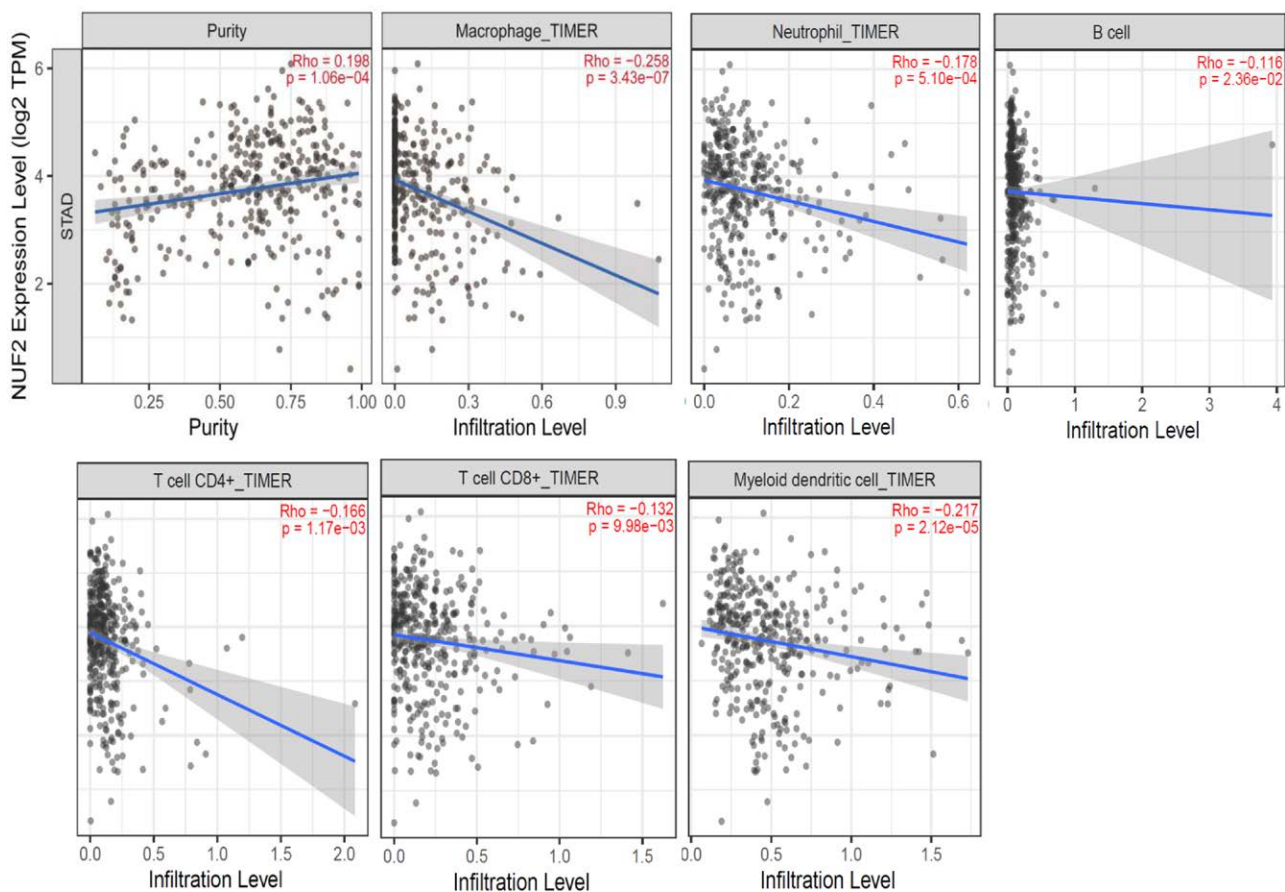 Purity
Macrophage_TIMER
Neutrophil_TIMER
B cell
Rho = 0.198
p = 1.06e−04
Rho = −0.258
p = 3.43e−07
Rho = −0.178
p = 5.10e−04
Rho = −0.116
p = 2.36e−02
NUF2 Expression Level (log2 TPM)
STAD
6
4
2
0.25 0.50 0.75 1.00
0.0 0.3 0.6 0.9
0.0 0.2 0.4 0.6
0 1 2 3 4
Purity
Infiltration Level
Infiltration Level
Infiltration Level
T cell CD4+_TIMER
T cell CD8+_TIMER
Myeloid dendritic cell_TIMER
Rho = −0.166
p = 1.17e−03
Rho = −0.132
p = 9.98e−03
Rho = −0.217
p = 2.12e−05
0.0 0.5 1.0 1.5 2.0
0.0 0.5 1.0 1.5
0.0 0.5 1.0 1.5
Infiltration Level
Infiltration Level
Infiltration Level